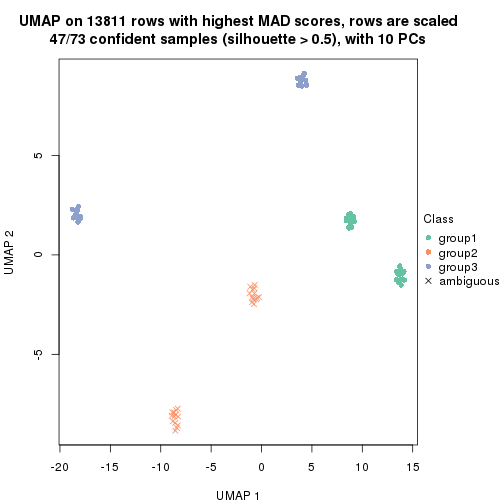 UMAP on 13811 rows with highest MAD scores, rows are scaled
47/73 confident samples (silhouette > 0.5), with 10 PCs
5
0
-5
UMAP 2
-20
-15
-10
-5
0
5
10
15
UMAP 1
Class
group1
group2
group3
ambiguous